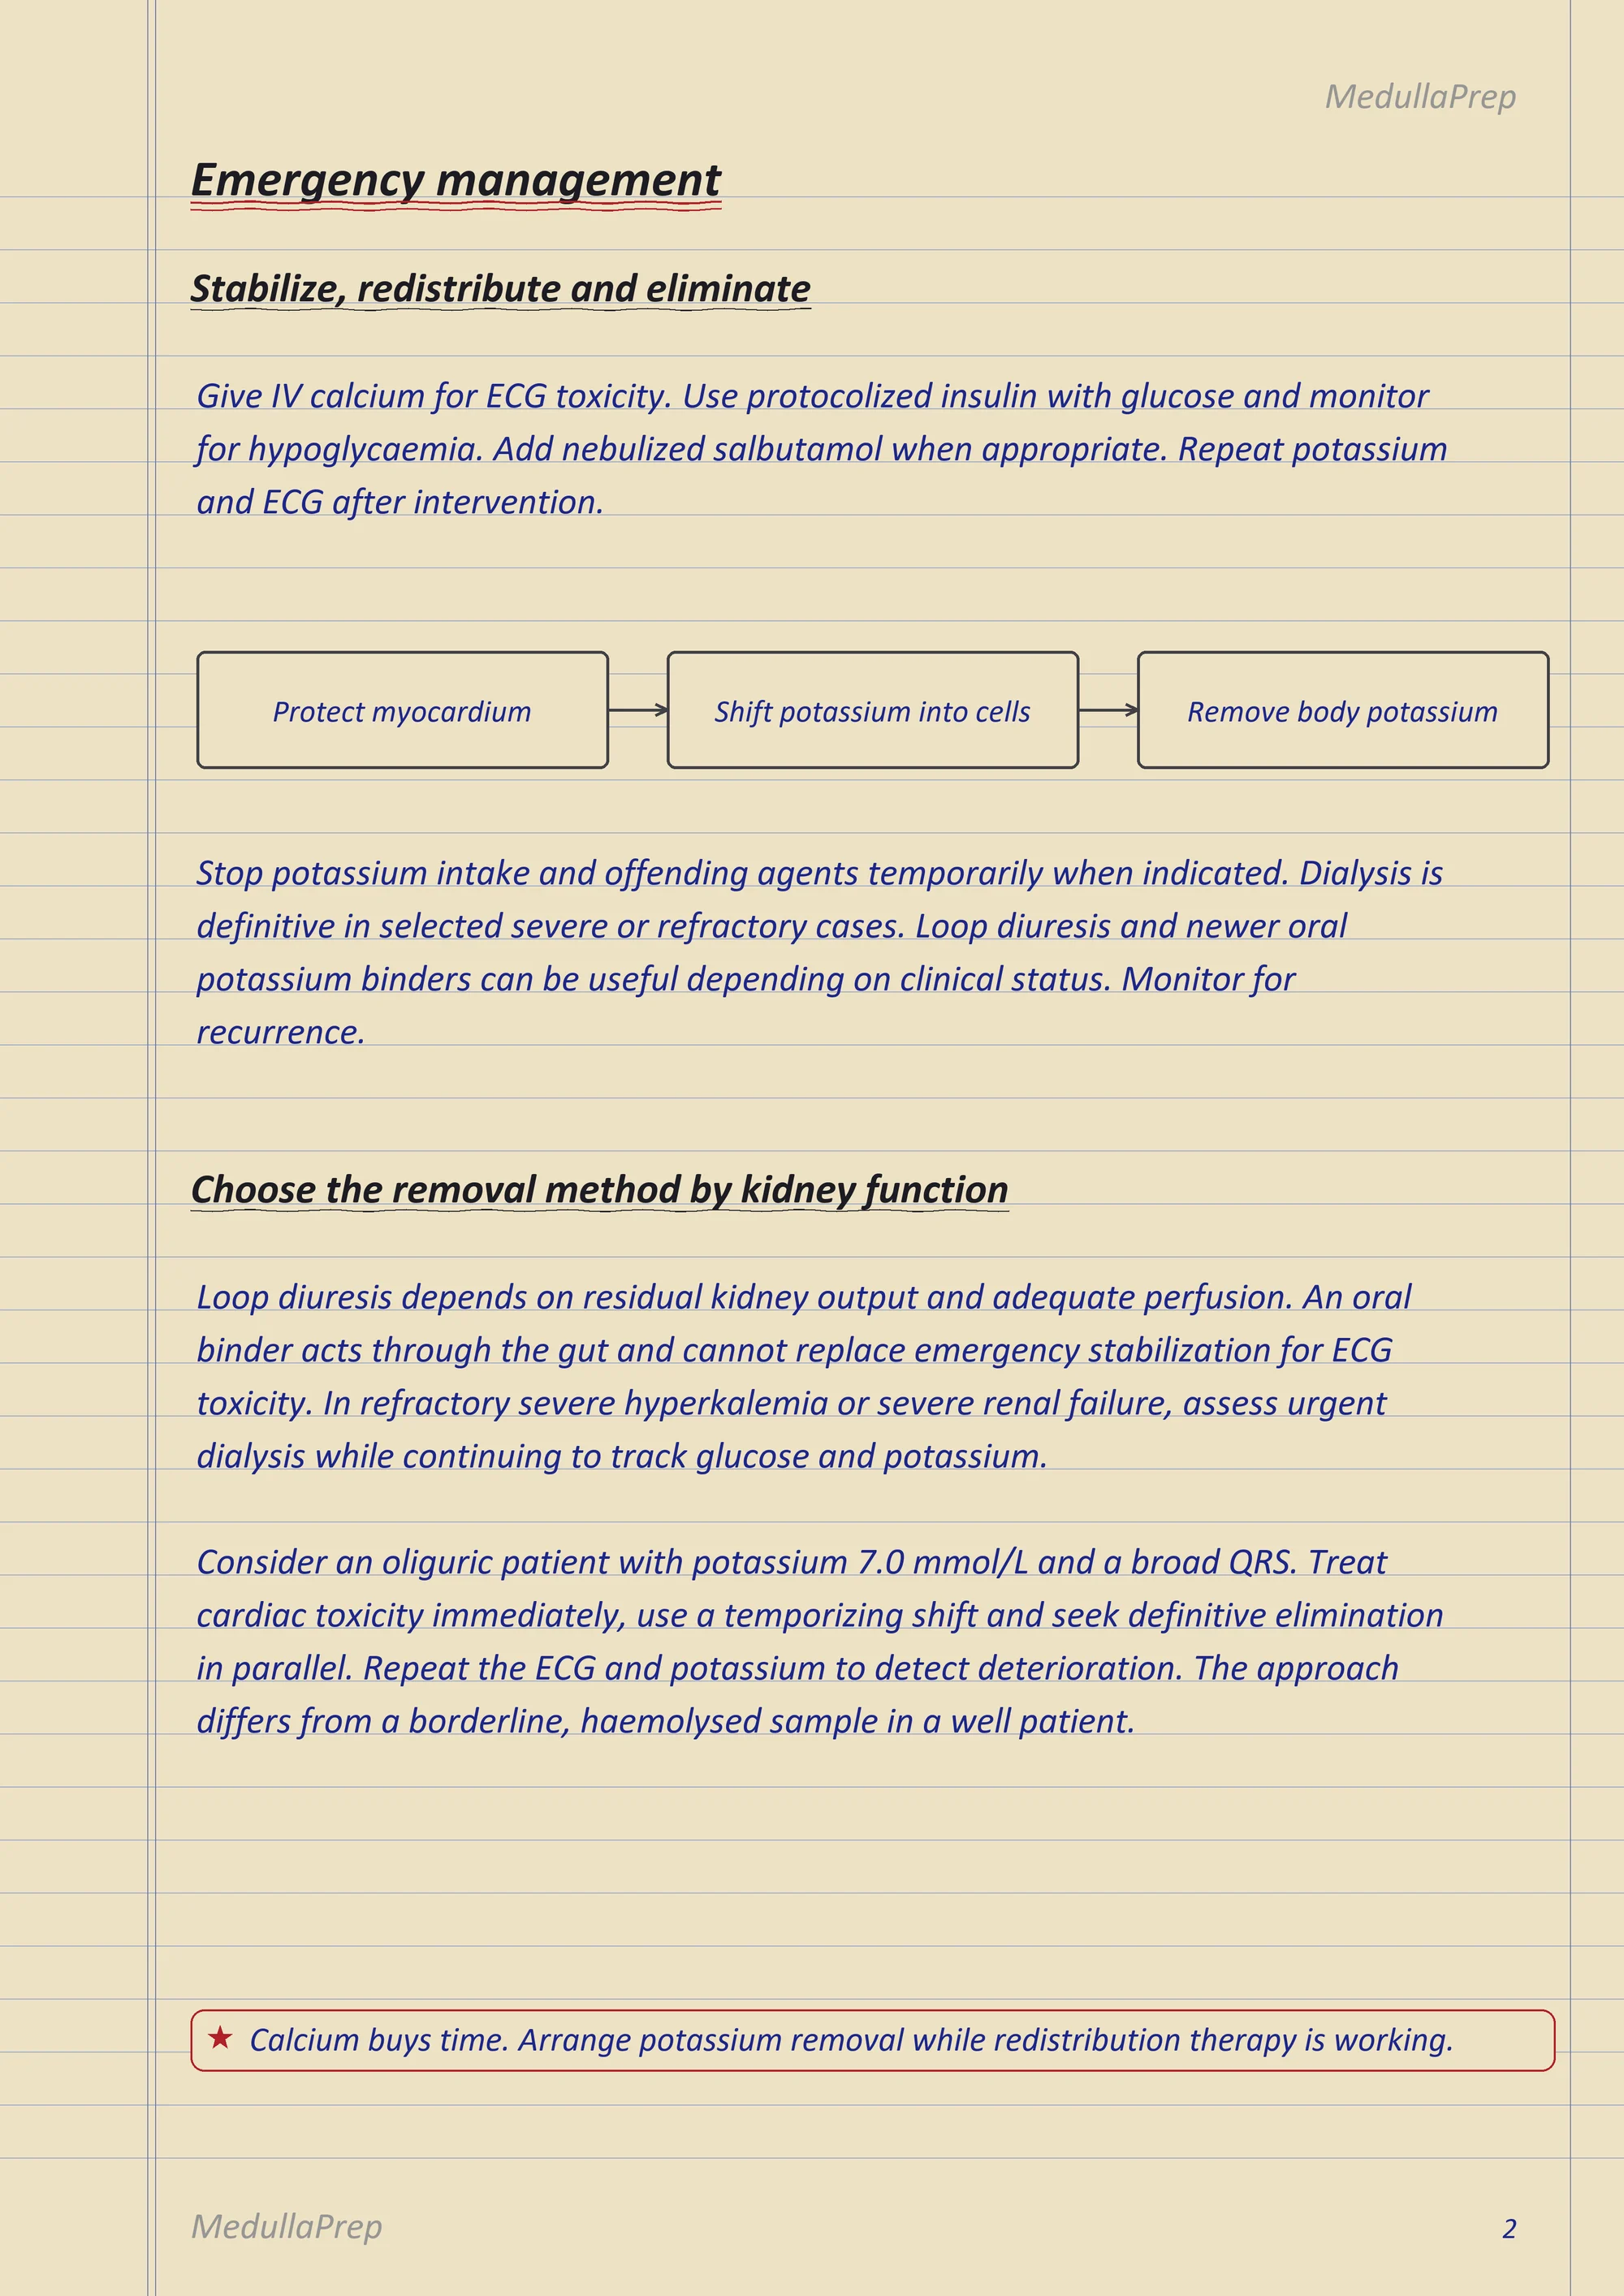 MedullaPrep
Emergency management
Stabilize, redistribute and eliminate
Give IV calcium for ECG toxicity. Use protocolized insulin with glucose and monitor
for hypoglycaemia. Add nebulized salbutamol when appropriate. Repeat potassium
and ECG after intervention.
Protect myocardium
Shift potassium into cells
Remove body potassium
Stop potassium intake and offending agents temporarily when indicated. Dialysis is
definitive in selected severe or refractory cases. Loop diuresis and newer oral
potassium binders can be useful depending on clinical status. Monitor for
recurrence.
Choose the removal method by kidney function
Loop diuresis depends on residual kidney output and adequate perfusion. An oral
binder acts through the gut and cannot replace emergency stabilization for ECG
toxicity. In refractory severe hyperkalemia or severe renal failure, assess urgent
dialysis while continuing to track glucose and potassium.
Consider an oliguric patient with potassium 7.0 mmol/L and a broad QRS. Treat
cardiac toxicity immediately, use a temporizing shift and seek definitive elimination
in parallel. Repeat the ECG and potassium to detect deterioration. The approach
differs from a borderline, haemolysed sample in a well patient.
★ Calcium buys time. Arrange potassium removal while redistribution therapy is working.
MedullaPrep
2